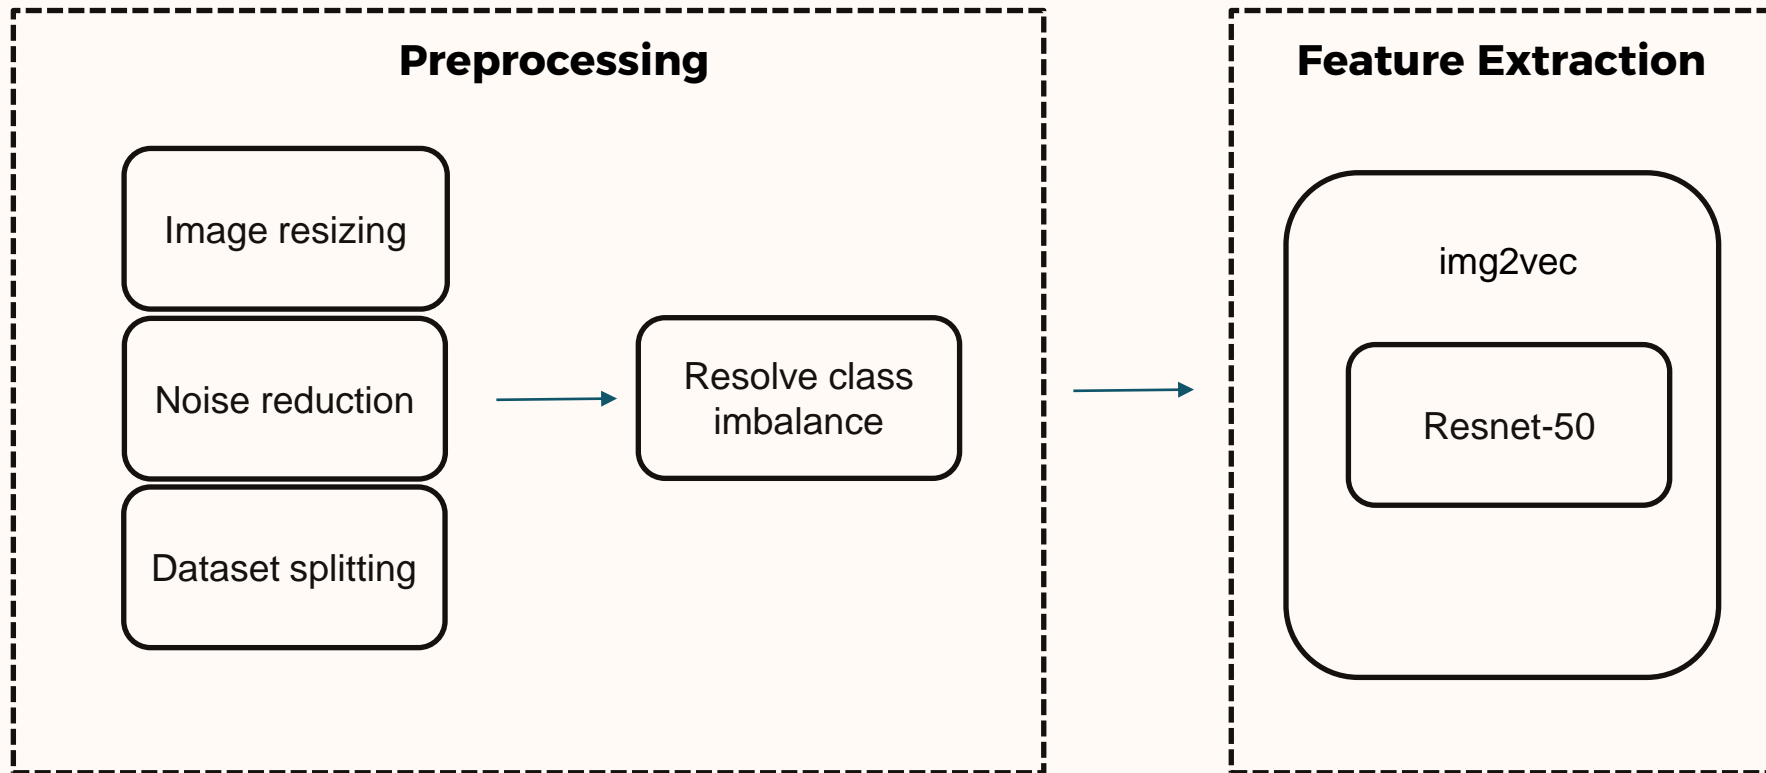 Preprocessing
Image resizing
Noise reduction
Dataset splitting
Resolve class
imbalance
Feature Extraction
img2vec
Resnet-50